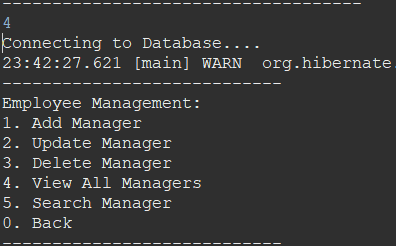 ------------------------------------
4
Connecting to Database....
23:42:27.621 [main] WARN  org.hibernate.
----------------------------
Employee Management:
1. Add Manager
2. Update Manager
3. Delete Manager
4. View All Managers
5. Search Manager
0. Back
----------------------------